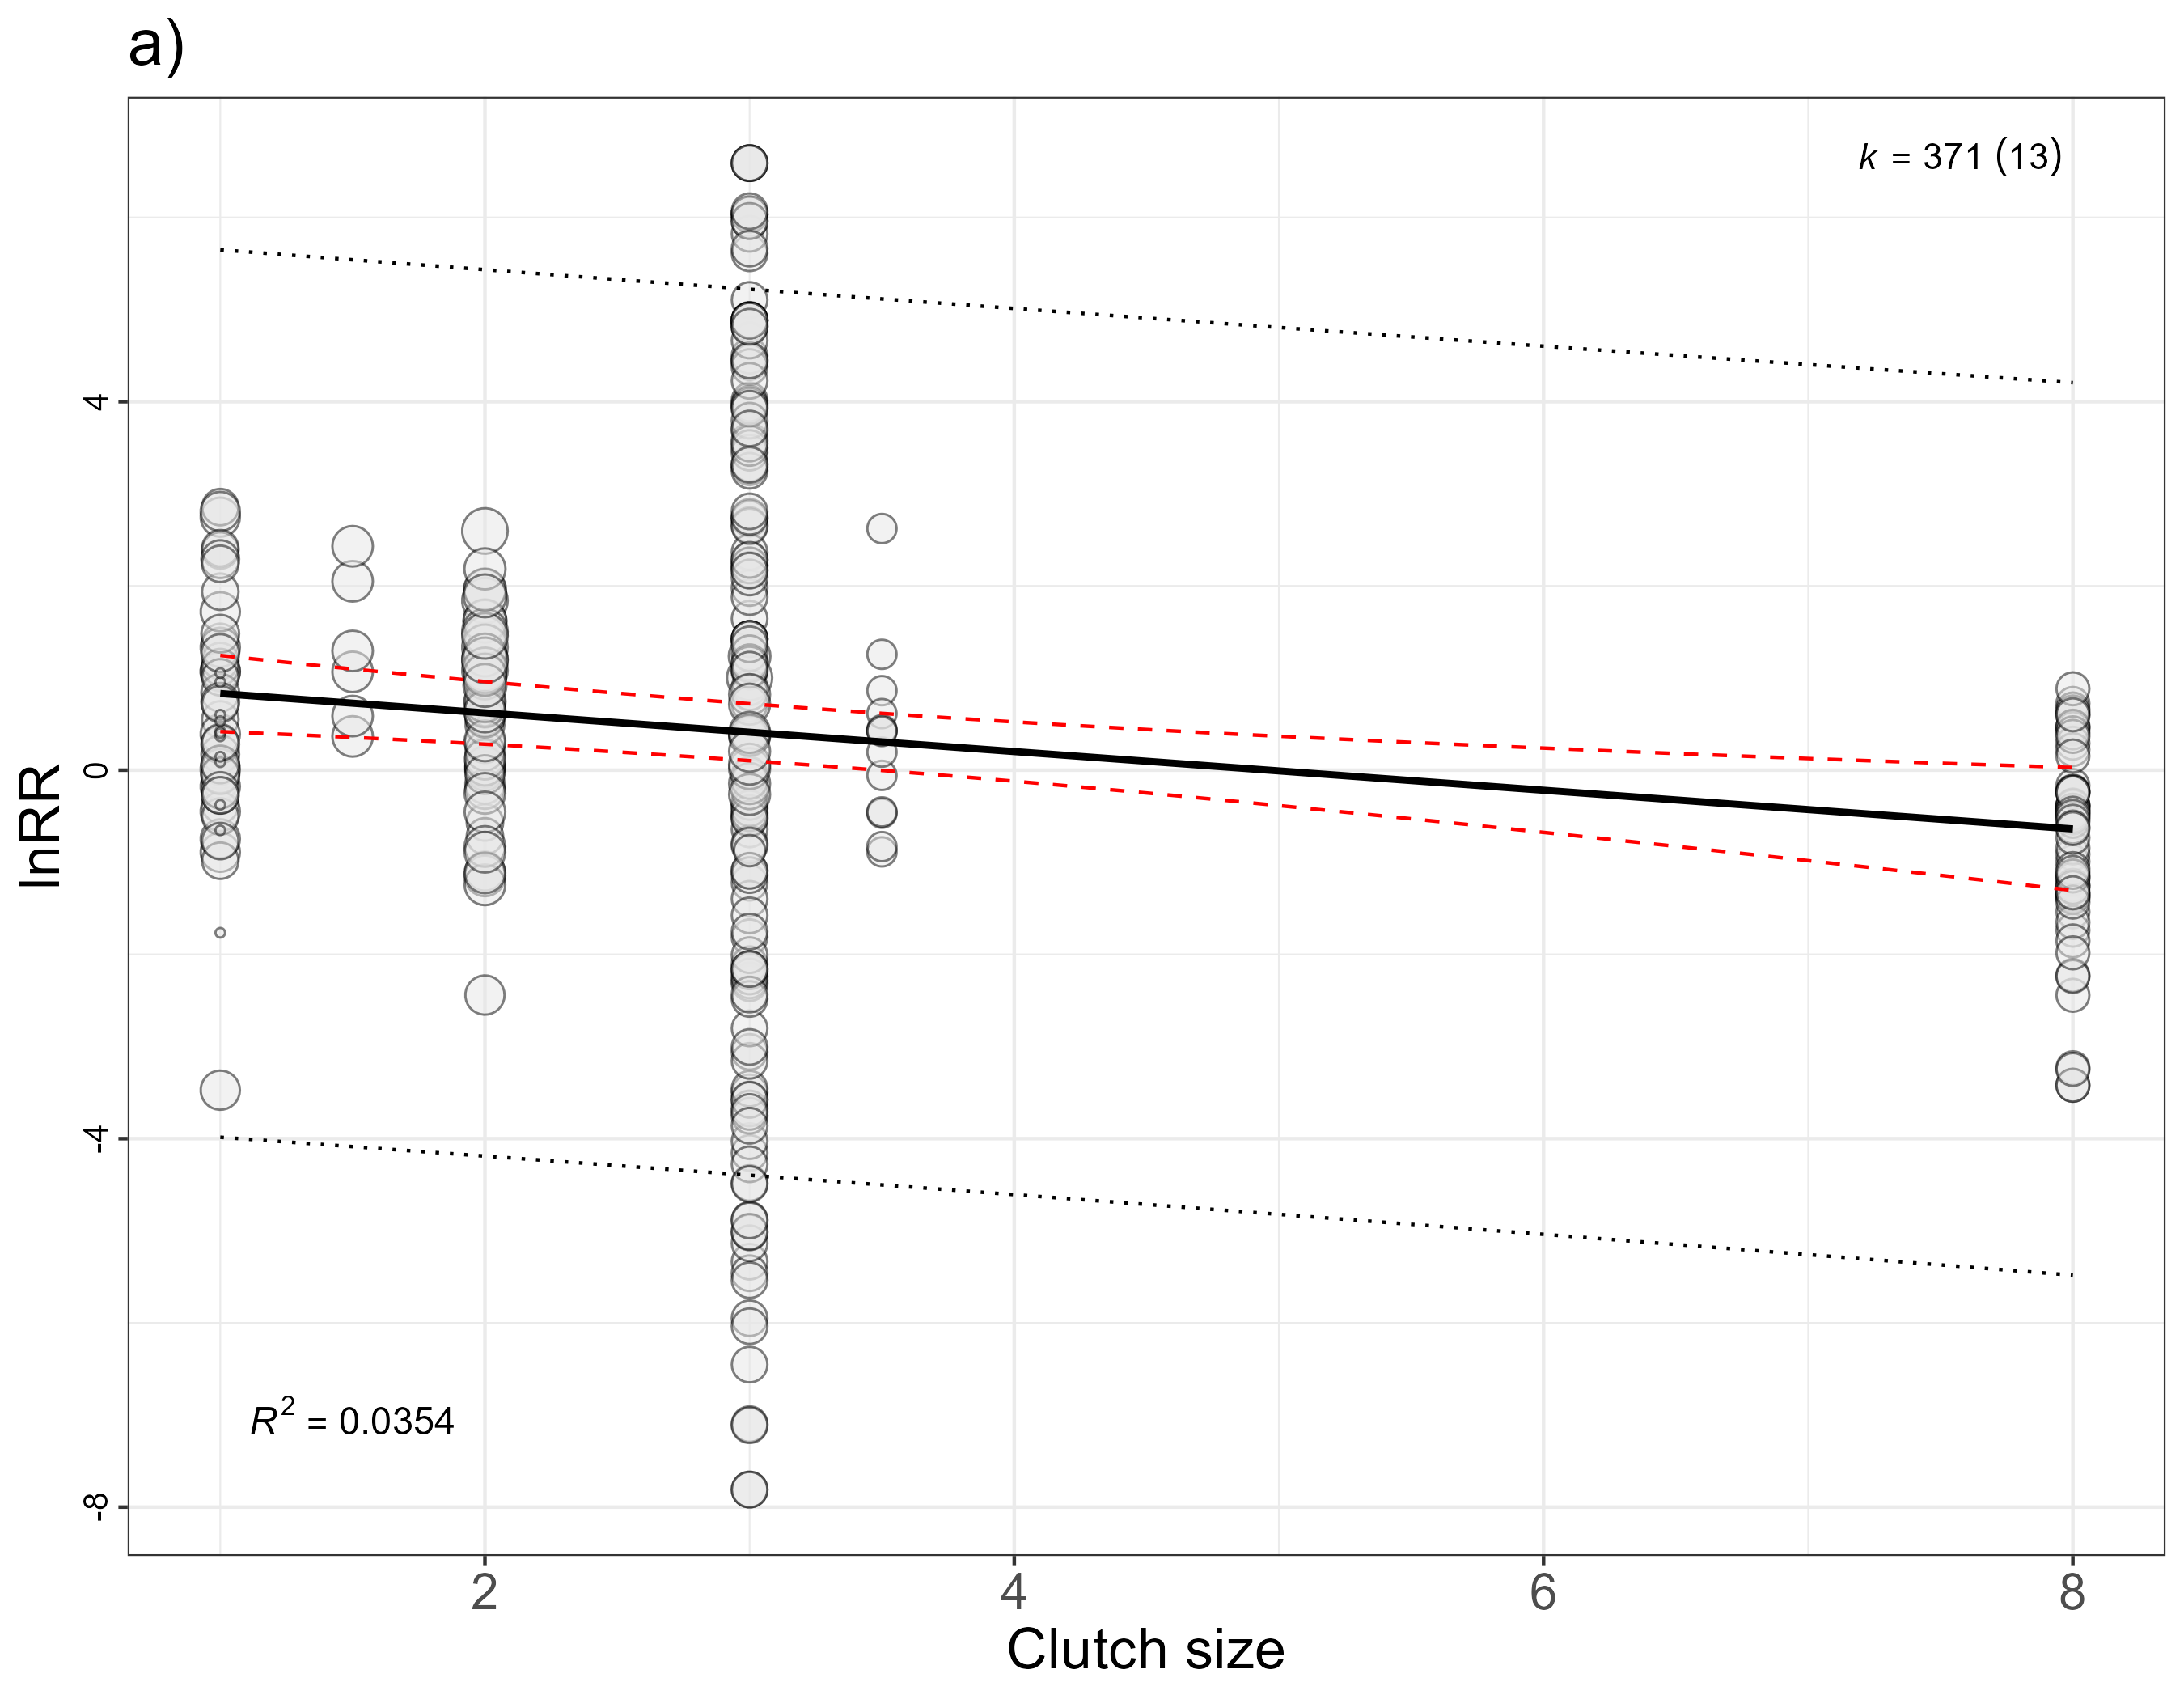 a)
k = 371 (13)
4
0
-4
-8
lnRR
R² = 0.0354
2 4 6 8
Clutch size